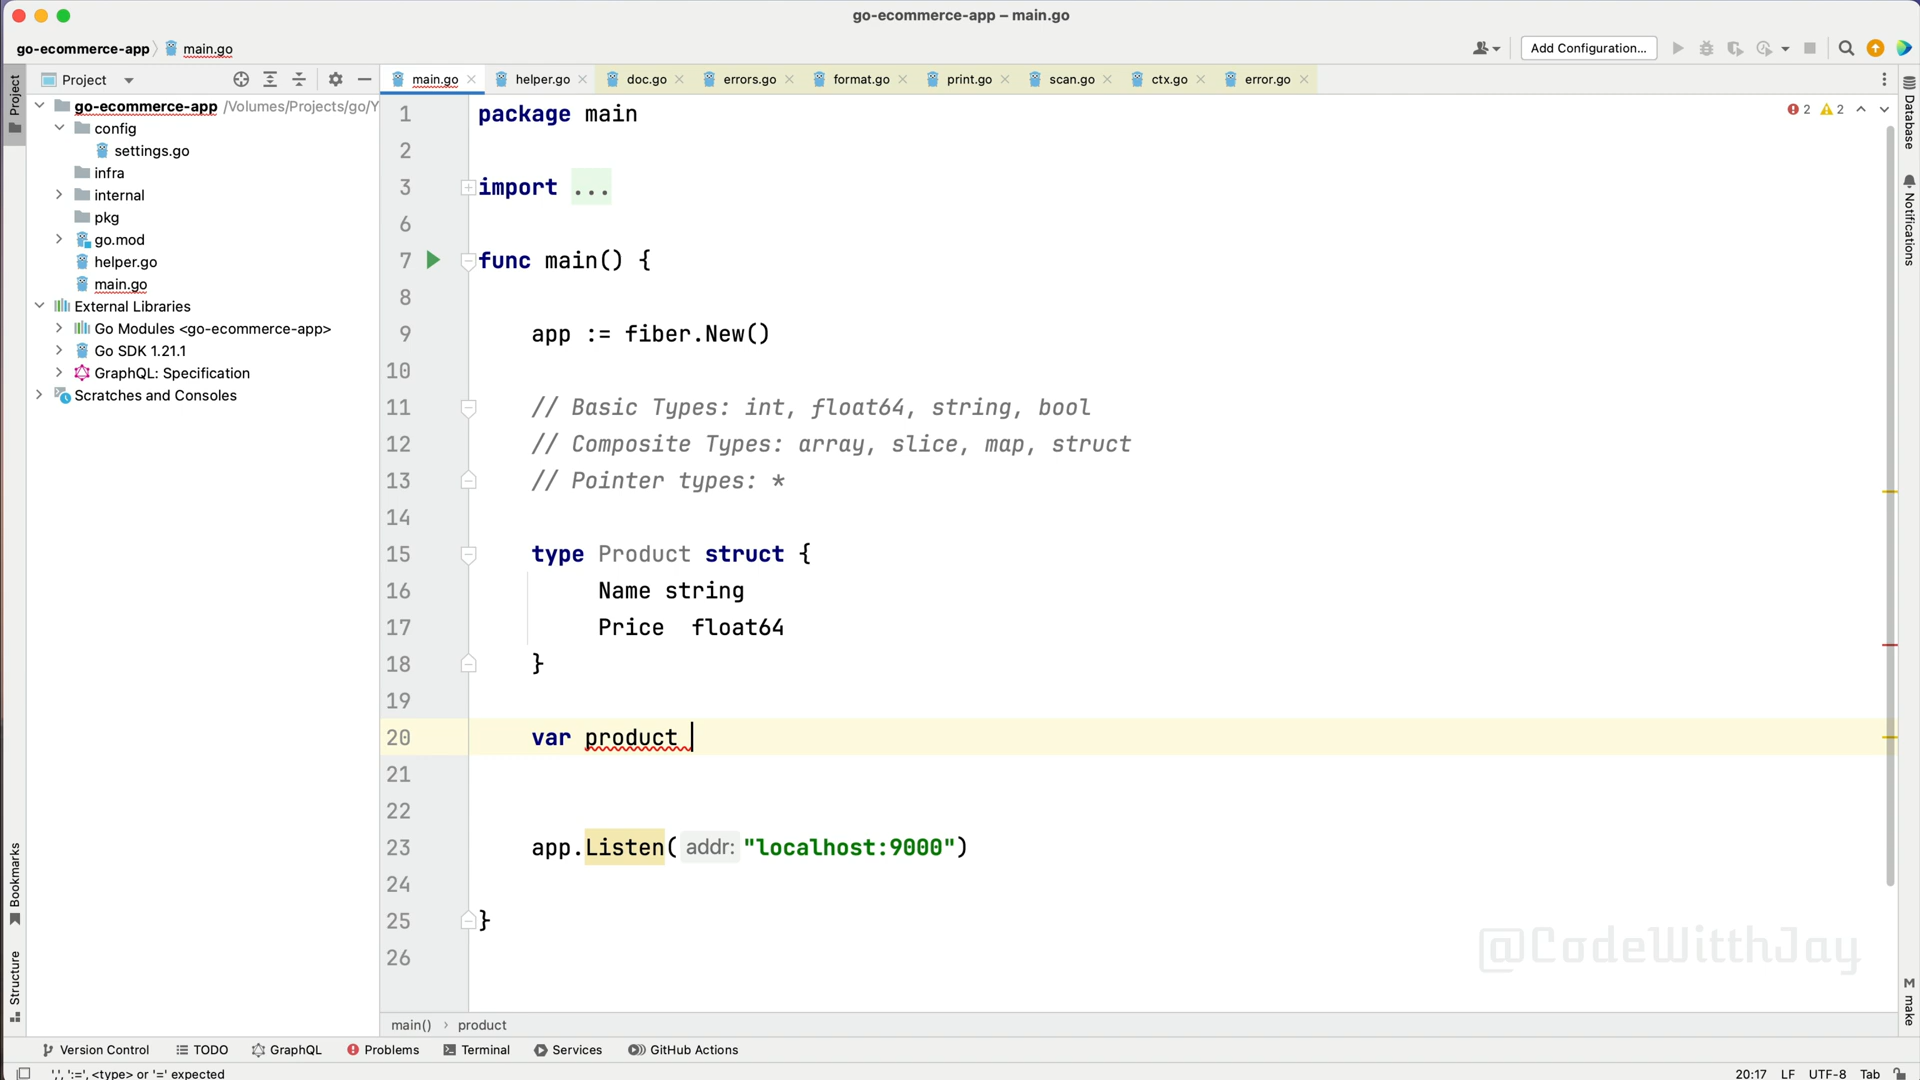 go-ecommerce-app – main.go
go-ecommerce-app main.go
Add Configuration...
Project
main.go
helper.go
doc.go
errors.go
format.go
print.go
scan.go
ctx.go
error.go
Project
go-ecommerce-app /Volumes/Projects/go/Y
config
settings.go
infra
internal
pkg
go.mod
helper.go
main.go
External Libraries
Go Modules <go-ecommerce-app>
Go SDK 1.21.1
GraphQL: Specification
Scratches and Consoles
2 2
1 package main
2
3 import ...
6
7 func main() {
8
9 app := fiber.New()
10
11 // Basic Types: int, float64, string, bool
12 // Composite Types: array, slice, map, struct
13 // Pointer types: *
14
15 type Product struct {
16 Name string
17 Price float64
18 }
19
20 var product
21
22
23 app.Listen( addr: "localhost:9000")
24
25 }
26
@CodeWitthJay
Database
Notifications
make
Bookmarks
Structure
main() › product
Version Control
TODO
GraphQL
Problems
Terminal
Services
GitHub Actions
',', ':=', <type> or '=' expected
20:17 LF UTF-8 Tab